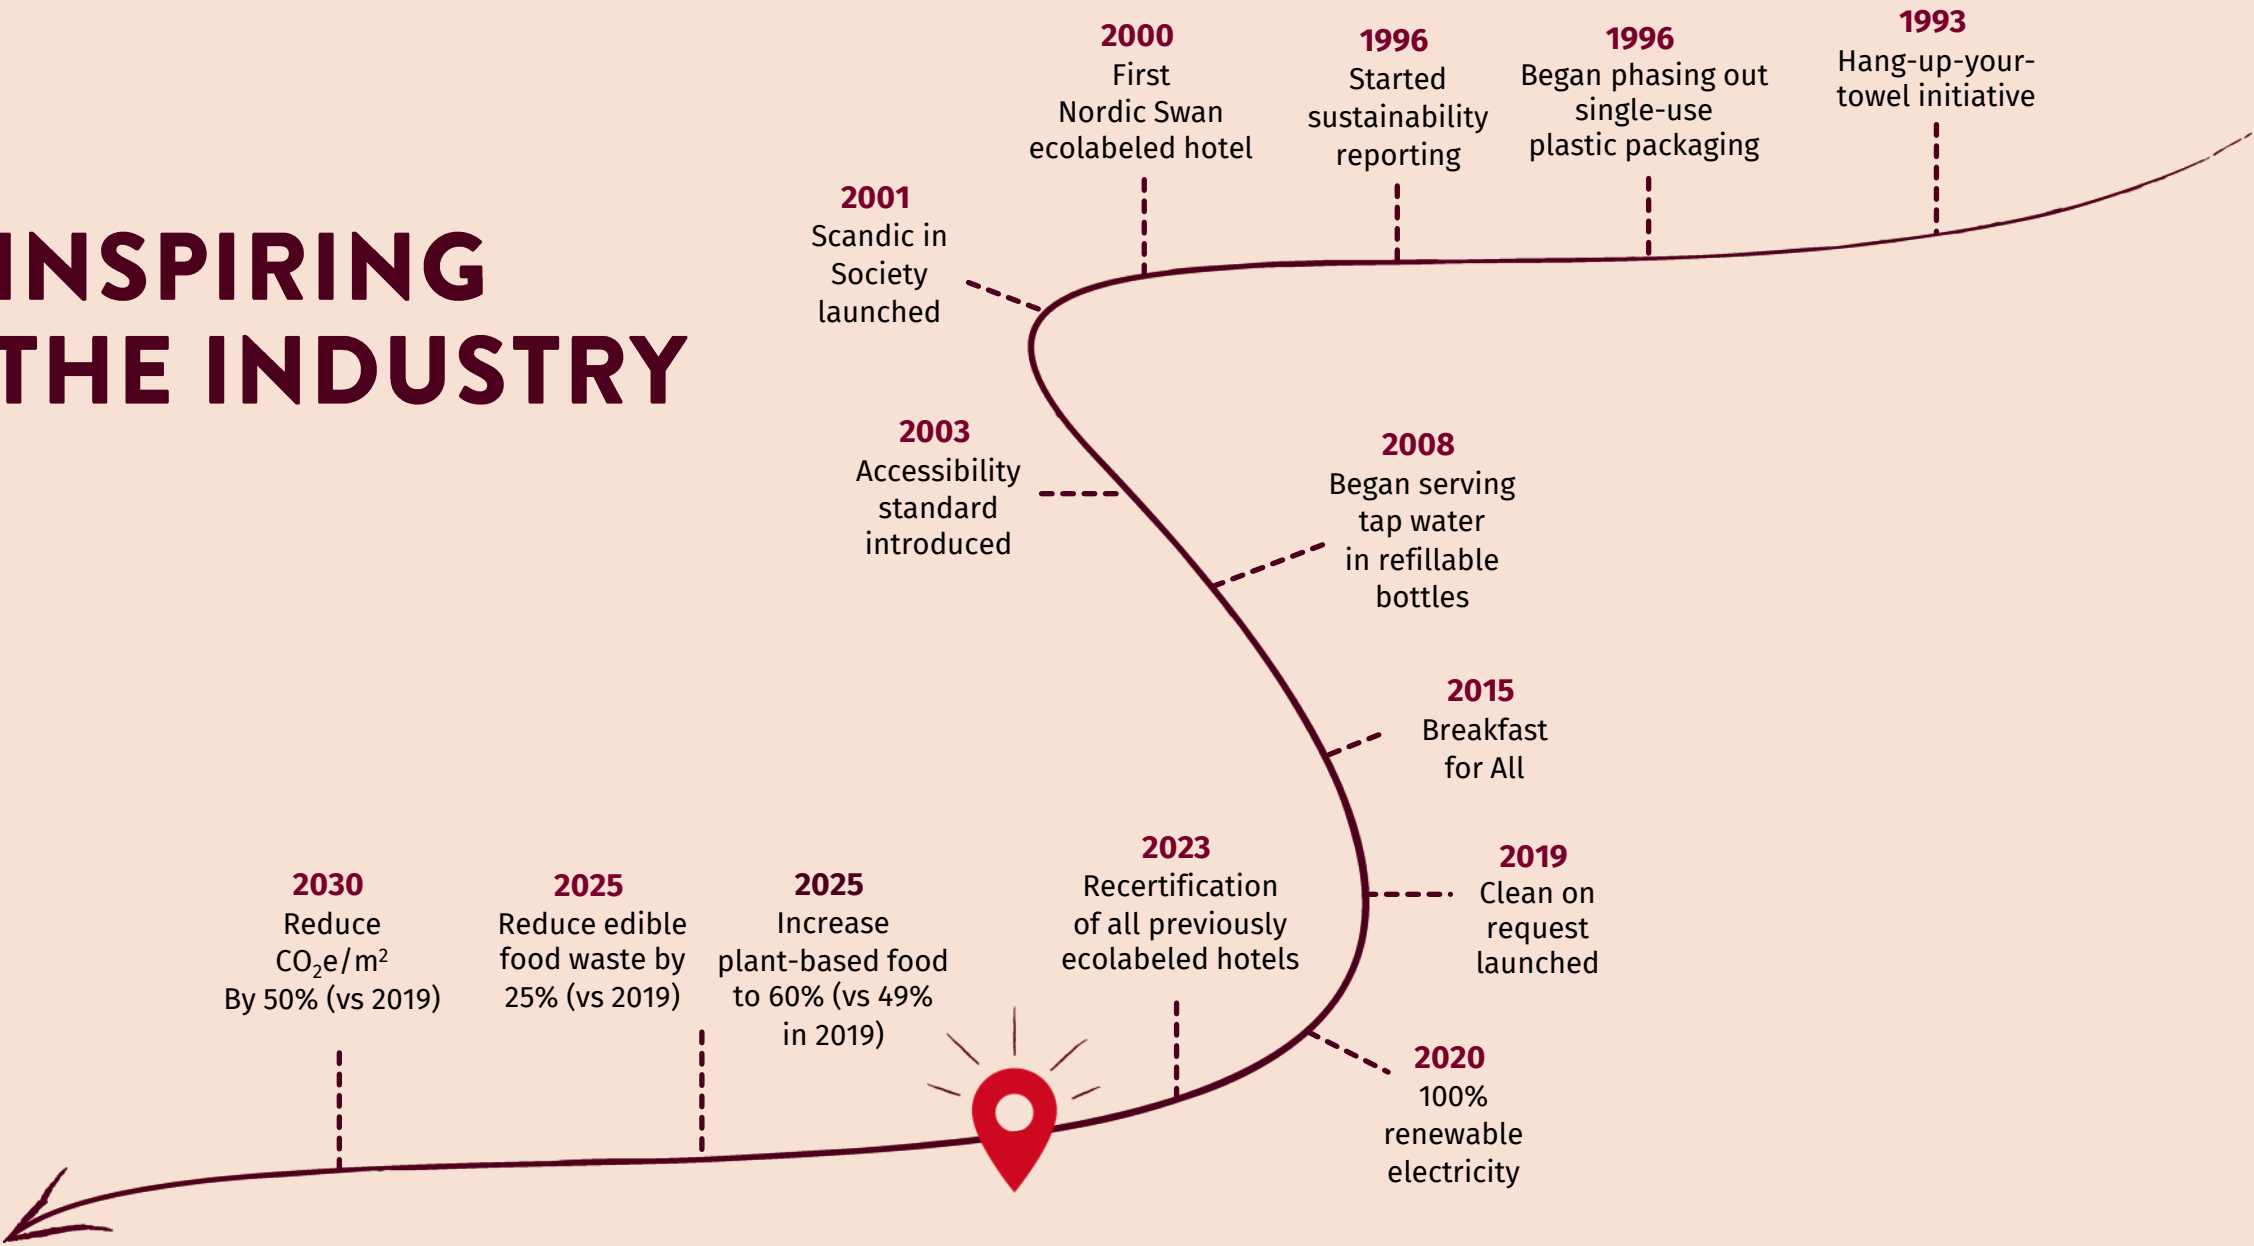 INSPIRING
THE INDUSTRY
1993
Hang-up-your-
towel initiative
1996
Began phasing out
single-use
plastic packaging
1996
Started
sustainability
reporting
2000
First
Nordic Swan
ecolabeled hotel
2001
Scandic in
Society
launched
2003
Accessibility
standard
introduced
2008
Began serving
tap water
in refillable
bottles
2015
Breakfast
for All
2019
Clean on
request
launched
2020
100%
renewable
electricity
2023
Recertification
of all previously
ecolabeled hotels
2025
Increase
plant-based food
to 60% (vs 49%
in 2019)
2025
Reduce edible
food waste by
25% (vs 2019)
2030
Reduce
CO₂e/m²
By 50% (vs 2019)